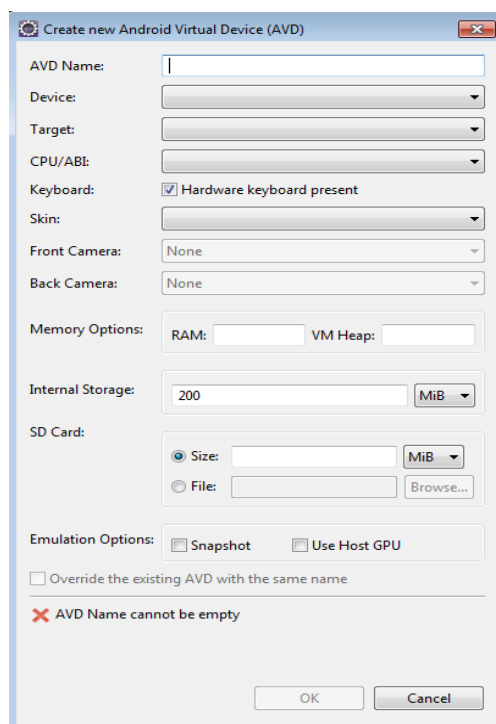 Create new Android Virtual Device (AVD)
AVD Name:
Device:
Target:
CPU/ABI:
Keyboard: Hardware keyboard present
Skin:
Front Camera: None
Back Camera: None
Memory Options: RAM: VM Heap:
Internal Storage: 200 MiB
SD Card:
Size: MiB
File: Browse...
Emulation Options: Snapshot Use Host GPU
Override the existing AVD with the same name
AVD Name cannot be empty
OK Cancel